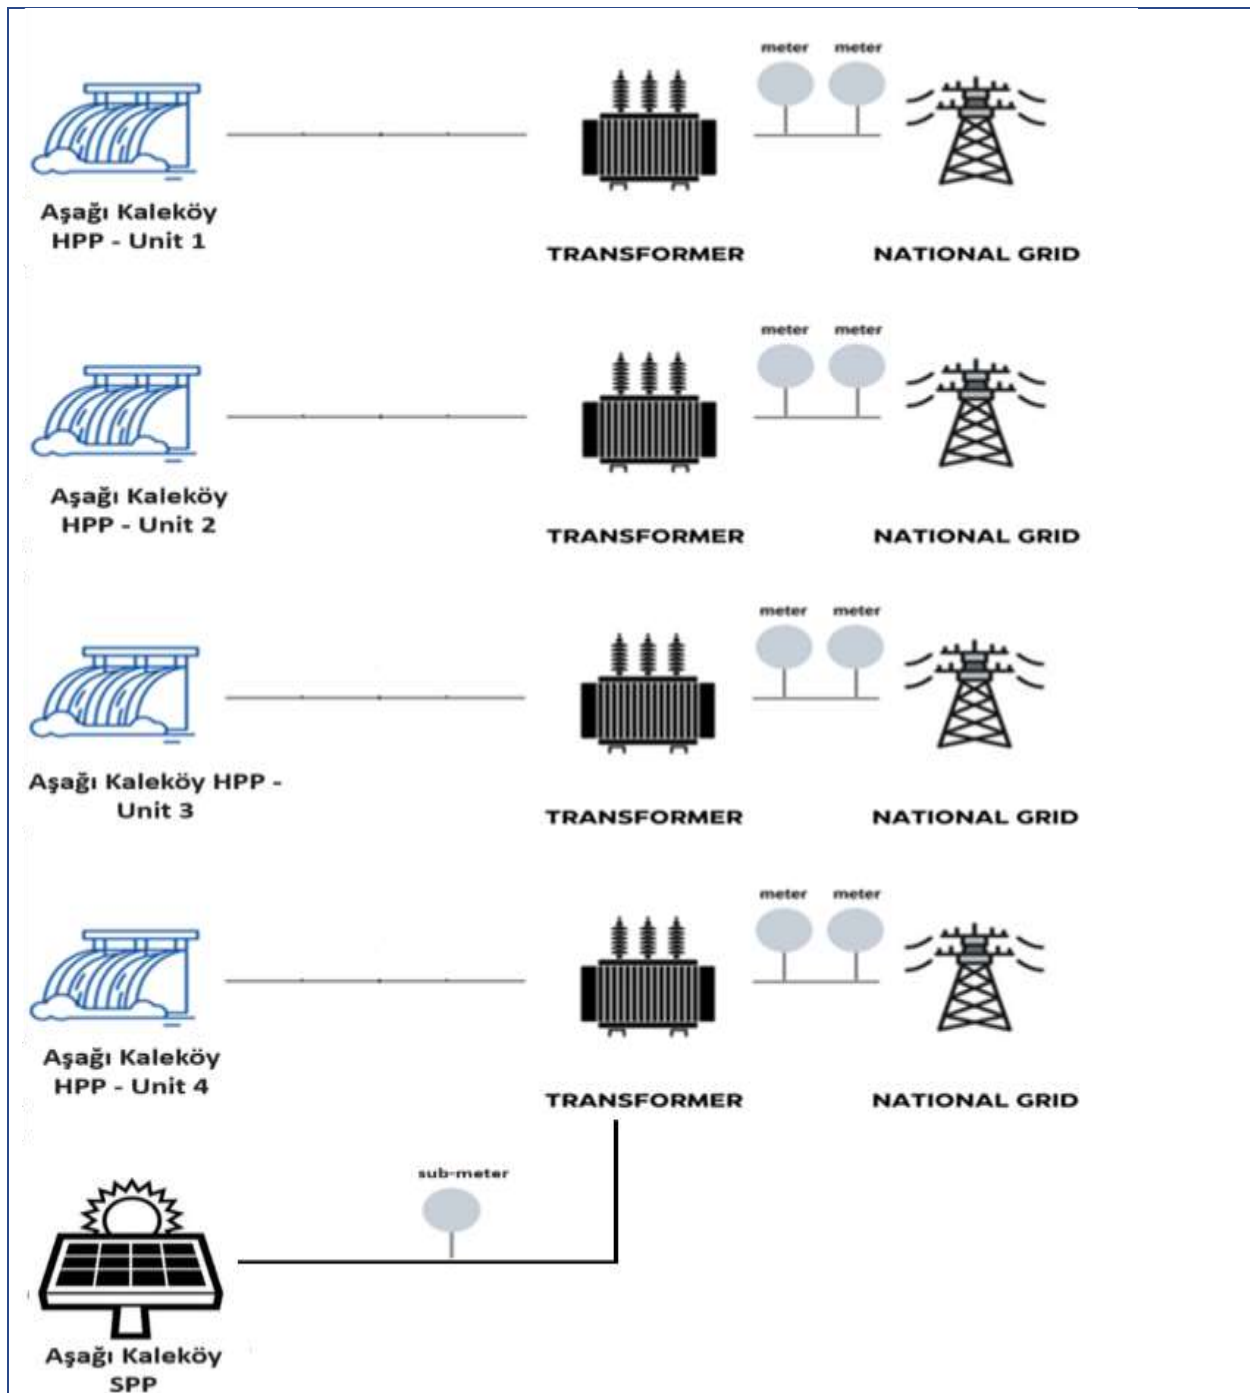 meter meter
Aşağı Kaleköy
HPP - Unit 1
TRANSFORMER
NATIONAL GRID
meter meter
Aşağı Kaleköy
HPP - Unit 2
TRANSFORMER
NATIONAL GRID
meter meter
Aşağı Kaleköy HPP -
Unit 3
TRANSFORMER
NATIONAL GRID
meter meter
Aşağı Kaleköy
HPP - Unit 4
TRANSFORMER
NATIONAL GRID
sub-meter
Aşağı Kaleköy
SPP